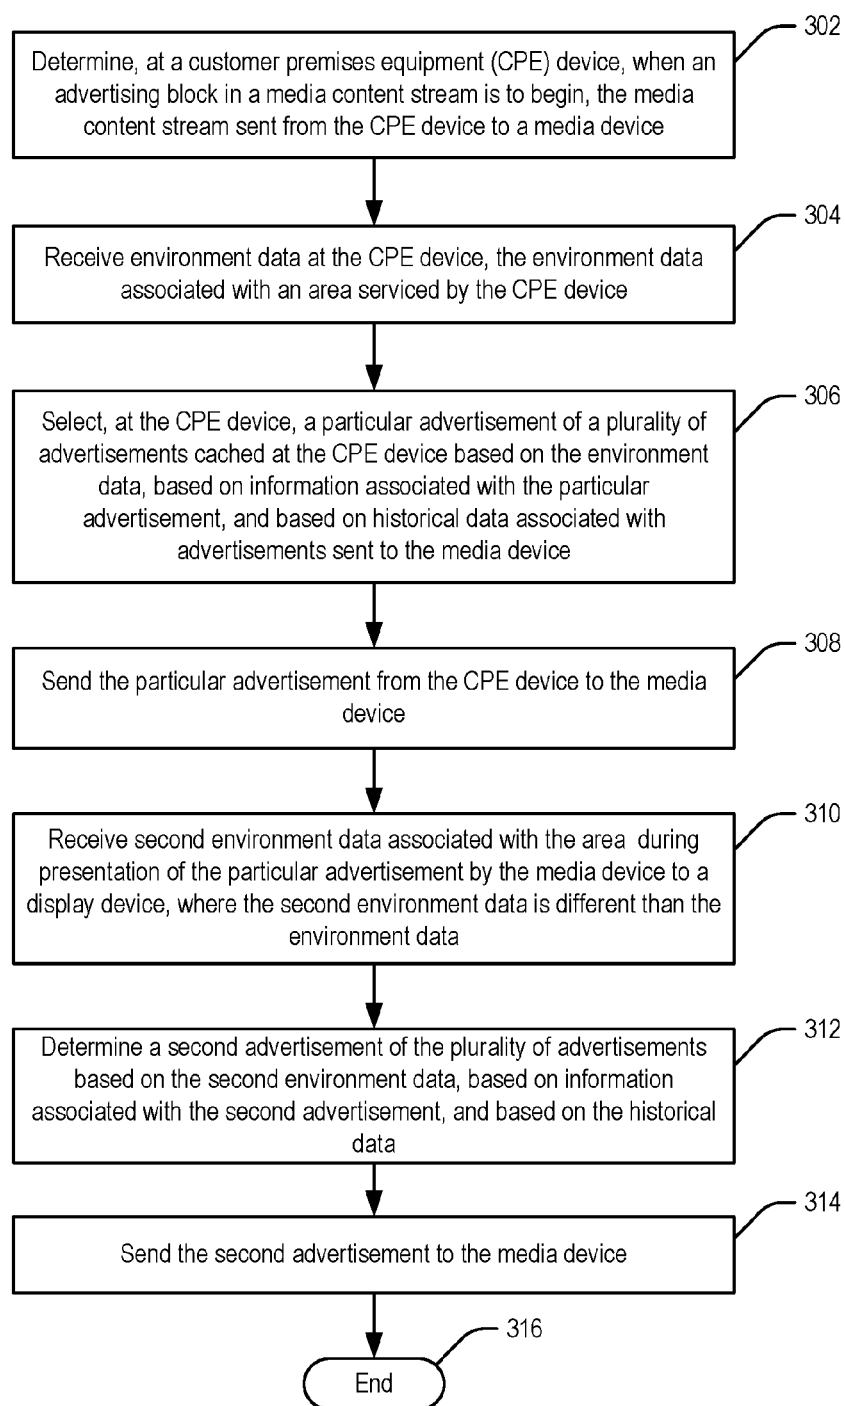 302
Determine, at a customer premises equipment (CPE) device, when an
advertising block in a media content stream is to begin, the media
content stream sent from the CPE device to a media device
304
Receive environment data at the CPE device, the environment data
associated with an area serviced by the CPE device
306
Select, at the CPE device, a particular advertisement of a plurality of
advertisements cached at the CPE device based on the environment
data, based on information associated with the particular
advertisement, and based on historical data associated with
advertisements sent to the media device
308
Send the particular advertisement from the CPE device to the media
device
310
Receive second environment data associated with the area during
presentation of the particular advertisement by the media device to a
display device, where the second environment data is different than the
environment data
312
Determine a second advertisement of the plurality of advertisements
based on the second environment data, based on information
associated with the second advertisement, and based on the historical
data
314
Send the second advertisement to the media device
316
End